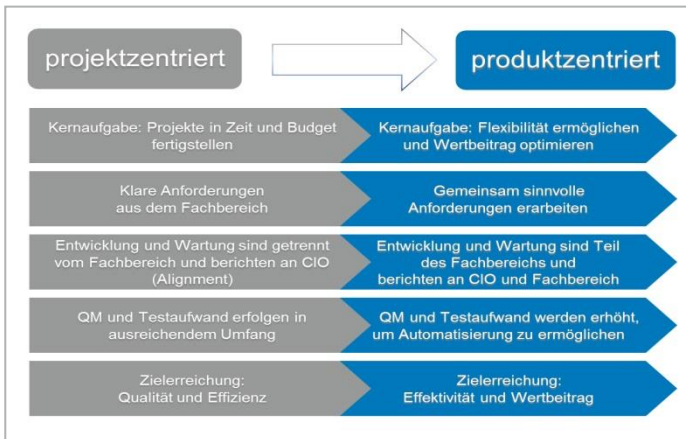 projektzentriert
produktzentriert
Kernaufgabe: Projekte in Zeit und Budget
fertigstellen
Kernaufgabe: Flexibilität ermöglichen
und Wertbeitrag optimieren
Klare Anforderungen
aus dem Fachbereich
Gemeinsam sinnvolle
Anforderungen erarbeiten
Entwicklung und Wartung sind getrennt
vom Fachbereich und berichten an CIO
(Alignment)
Entwicklung und Wartung sind Teil
des Fachbereichs und
berichten an CIO und Fachbereich
QM und Testaufwand erfolgen in
ausreichendem Umfang
QM und Testaufwand werden erhöht,
um Automatisierung zu ermöglichen
Zielerreichung:
Qualität und Effizienz
Zielerreichung:
Effektivität und Wertbeitrag